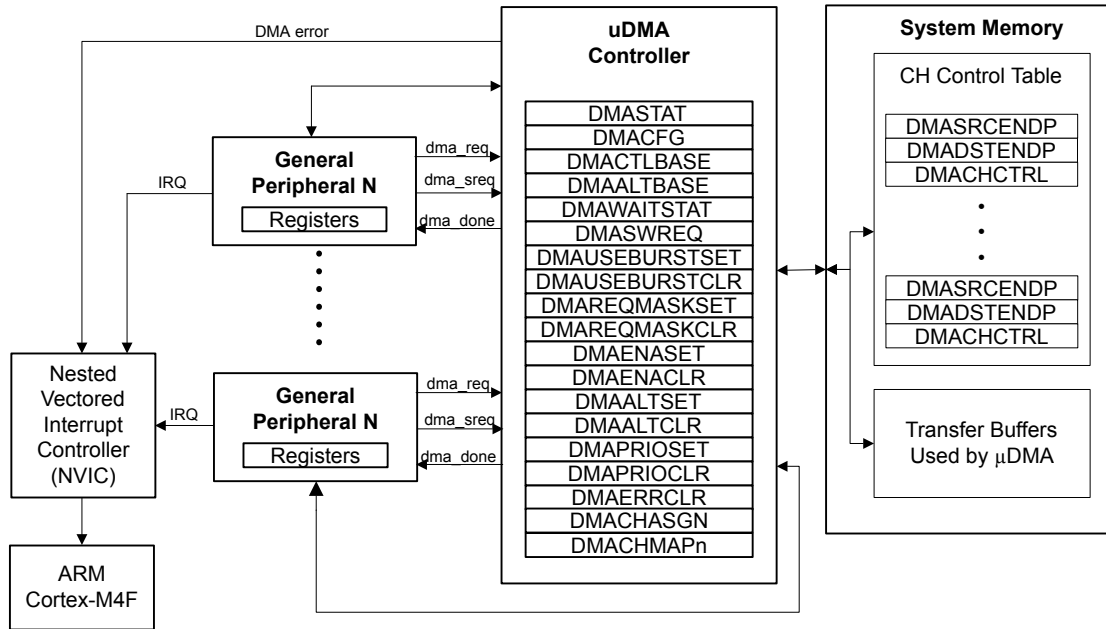 DMA error
uDMA
Controller
DMASTAT
DMACFG
DMACTLBASE
DMAALTBASE
DMAWAITSTAT
DMASWREQ
DMAUSEBURSTSET
DMAUSEBURSTCLR
DMAREQMASKSET
DMAREQMASKCLR
DMAENASET
DMAENACLR
DMAALTSET
DMAALTCLR
DMAPRIOSET
DMAPRIOCLR
DMAERRCLR
DMACHASGN
DMACHMAPn
System Memory
CH Control Table
DMASRCENDP
DMADSTENDP
DMACHCTRL
DMASRCENDP
DMADSTENDP
DMACHCTRL
Transfer Buffers
Used by μDMA
General
Peripheral N
Registers
dma_req
dma_sreq
dma_done
IRQ
General
Peripheral N
Registers
dma_req
dma_sreq
dma_done
IRQ
Nested
Vectored
Interrupt
Controller
(NVIC)
ARM
Cortex-M4F